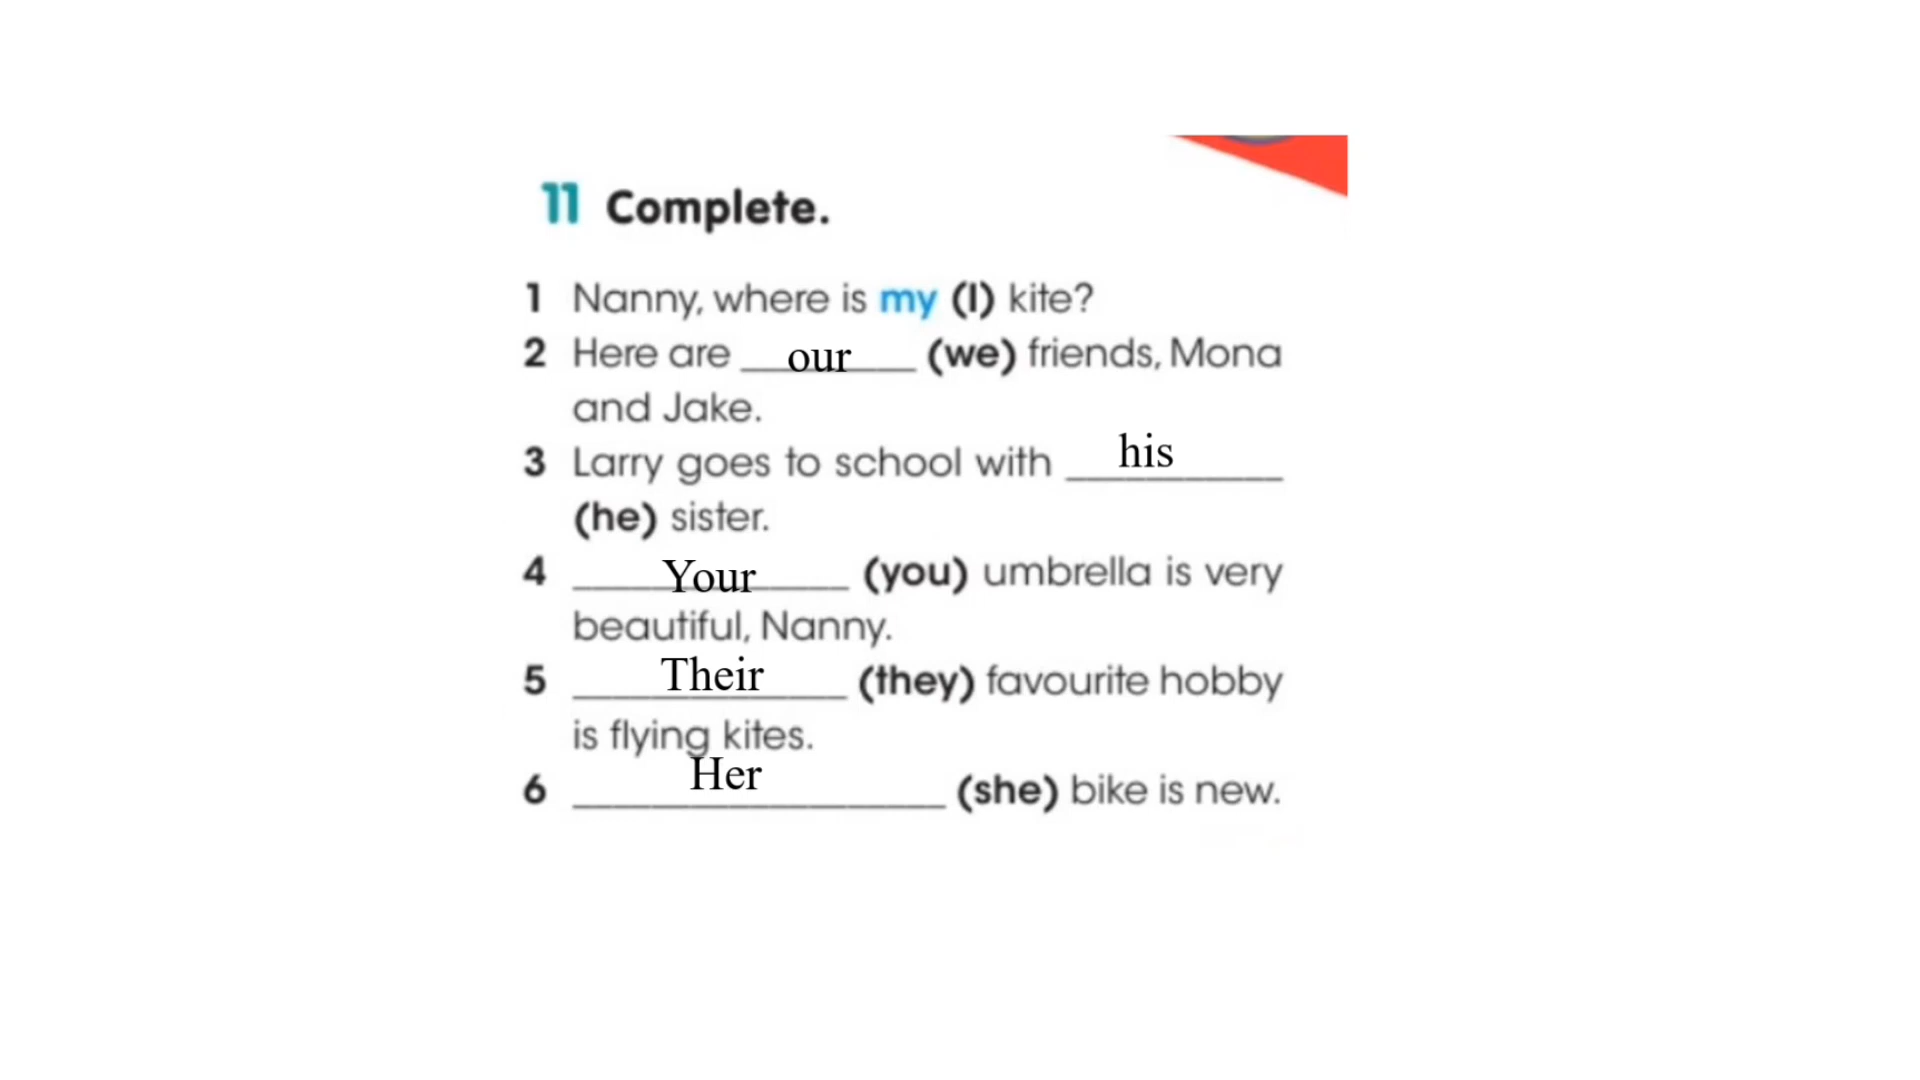 11 Complete.
1 Nanny, where is my (I) kite?
2 Here are our (we) friends, Mona
and Jake.
3 Larry goes to school with his
(he) sister.
4 Your (you) umbrella is very
beautiful, Nanny.
5 Their (they) favourite hobby
is flying kites.
6 Her (she) bike is new.